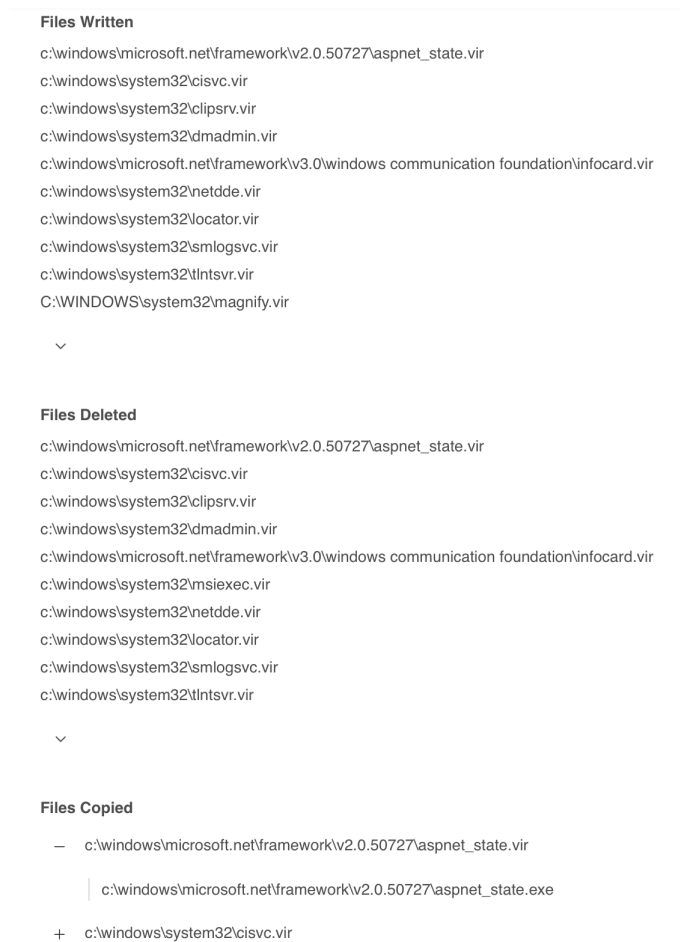 Files Written
c:\windows\microsoft.net\framework\v2.0.50727\aspnet_state.vir
c:\windows\system32\cisvc.vir
c:\windows\system32\clipsrv.vir
c:\windows\system32\dmadmin.vir
c:\windows\microsoft.net\framework\v3.0\windows communication foundation\infocard.vir
c:\windows\system32\netdde.vir
c:\windows\system32\locator.vir
c:\windows\system32\smlogsvc.vir
c:\windows\system32\tlntsvr.vir
C:\WINDOWS\system32\magnify.vir
Files Deleted
c:\windows\microsoft.net\framework\v2.0.50727\aspnet_state.vir
c:\windows\system32\cisvc.vir
c:\windows\system32\clipsrv.vir
c:\windows\system32\dmadmin.vir
c:\windows\microsoft.net\framework\v3.0\windows communication foundation\infocard.vir
c:\windows\system32\msiexec.vir
c:\windows\system32\netdde.vir
c:\windows\system32\locator.vir
c:\windows\system32\smlogsvc.vir
c:\windows\system32\tlntsvr.vir
Files Copied
− c:\windows\microsoft.net\framework\v2.0.50727\aspnet_state.vir
c:\windows\microsoft.net\framework\v2.0.50727\aspnet_state.exe
+ c:\windows\system32\cisvc.vir